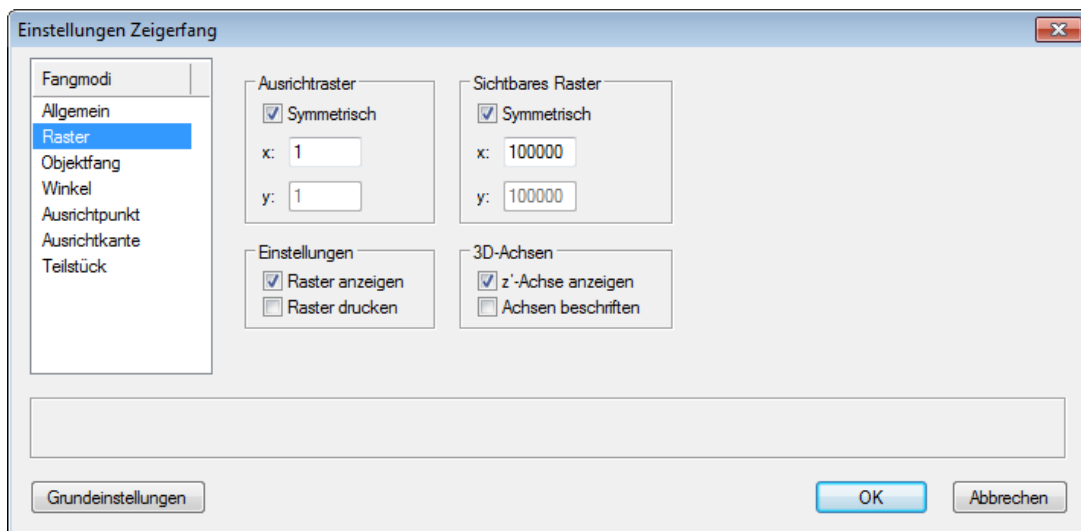 Einstellungen Zeigerfang
Fangmodi
Allgemein
Raster
Objektfang
Winkel
Ausrichtpunkt
Ausrichtkante
Teilstück
Ausrichtraster
Symmetrisch
x: 1
y: 1
Sichtbares Raster
Symmetrisch
x: 100000
y: 100000
Einstellungen
Raster anzeigen
Raster drucken
3D-Achsen
z'-Achse anzeigen
Achsen beschriften
Grundeinstellungen
OK
Abbrechen